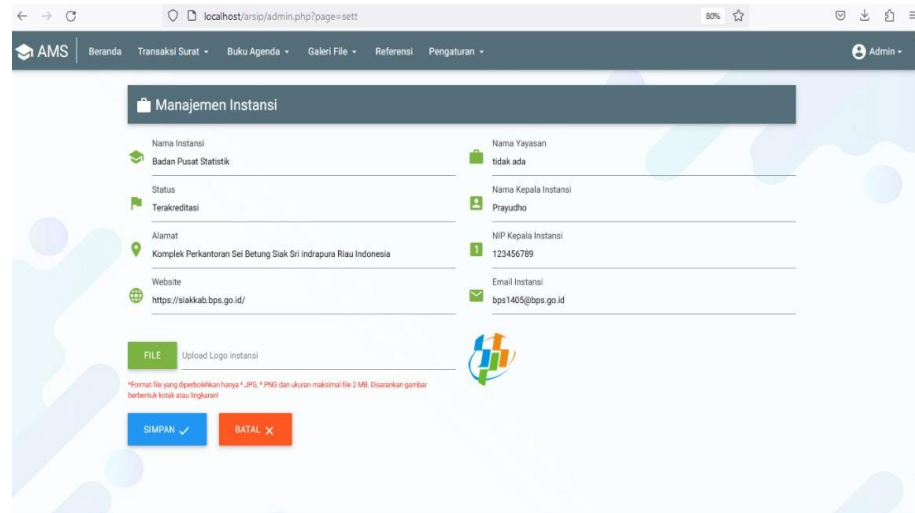 localhost/arsip/admin.php?page=sett
80%
AMS
Beranda
Transaksi Surat
Buku Agenda
Galeri File
Referensi
Pengaturan
Admin
Manajemen Instansi
Nama Instansi
Badan Pusat Statistik
Nama Yayasan
tidak ada
Status
Terakreditasi
Nama Kepala Instansi
Prayudho
Alamat
Komplek Perkantoran Sei Betung Siak Sri indrapura Riau Indonesia
NIP Kepala Instansi
1
123456789
Website
https://siakkab.bps.go.id/
Email Instansi
bps1405@bps.go.id
FILE
Upload Logo instansi
*Format file yang diperbolehkan hanya *.JPG, *.PNG dan ukuran maksimal file 2 MB. Disarankan gambar
berbentuk kotak atau lingkaran!
SIMPAN
BATAL